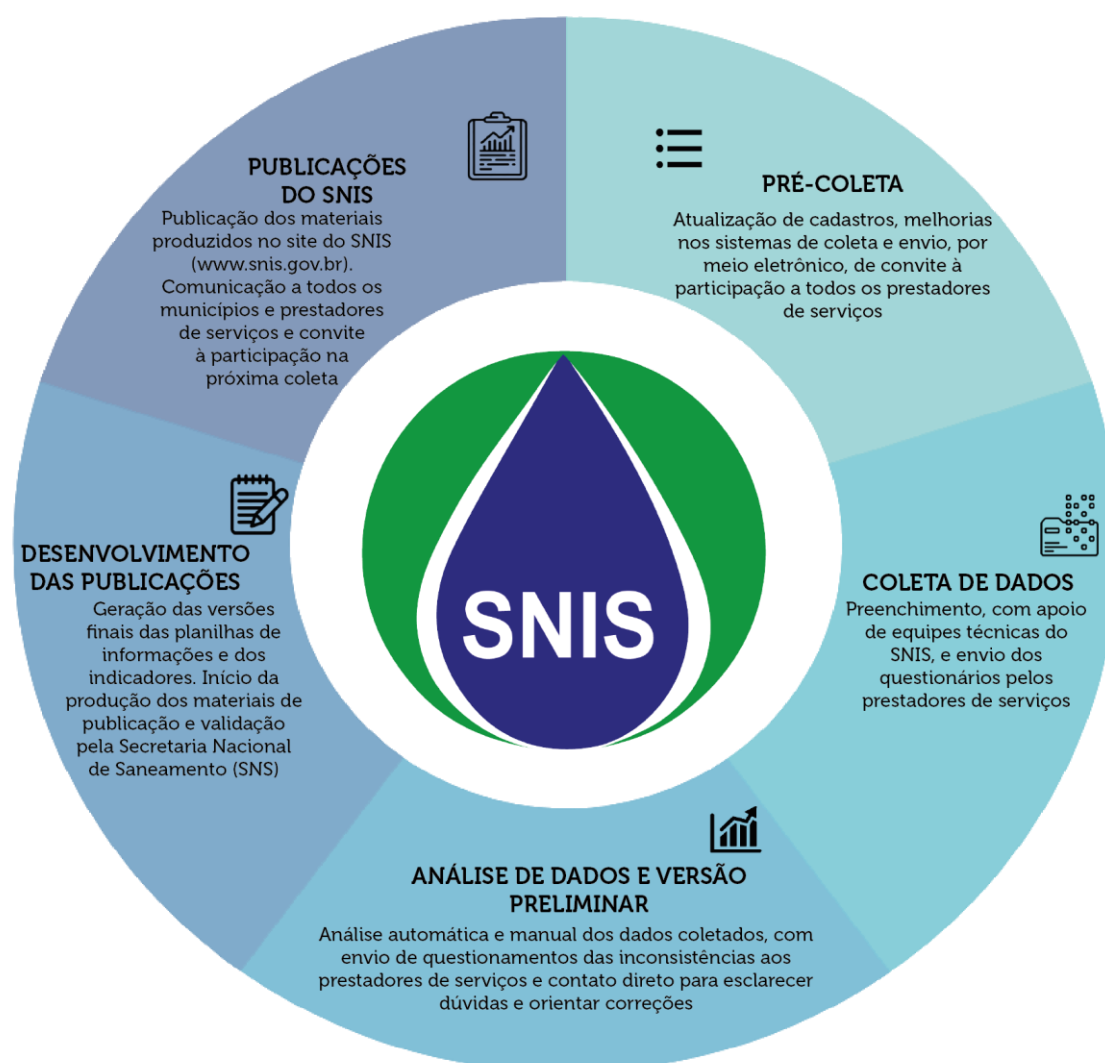 PRÉ-COLETA
Atualização de cadastros, melhorias
nos sistemas de coleta e envio, por
meio eletrônico, de convite à
participação a todos os prestadores
de serviços
COLETA DE DADOS
Preenchimento, com apoio
de equipes técnicas do
SNIS, e envio dos
questionários pelos
prestadores de serviços
ANÁLISE DE DADOS E VERSÃO
PRELIMINAR
Análise automática e manual dos dados coletados, com
envio de questionamentos das inconsistências aos
prestadores de serviços e contato direto para esclarecer
dúvidas e orientar correções
DESENVOLVIMENTO
DAS PUBLICAÇÕES
Geração das versões
finais das planilhas de
informações e dos
indicadores. Início da
produção dos materiais de
publicação e validação
pela Secretaria Nacional
de Saneamento (SNS)
PUBLICAÇÕES
DO SNIS
Publicação dos materiais
produzidos no site do SNIS
(www.snis.gov.br).
Comunicação a todos os
municípios e prestadores
de serviços e convite
à participação na
próxima coleta
SNIS